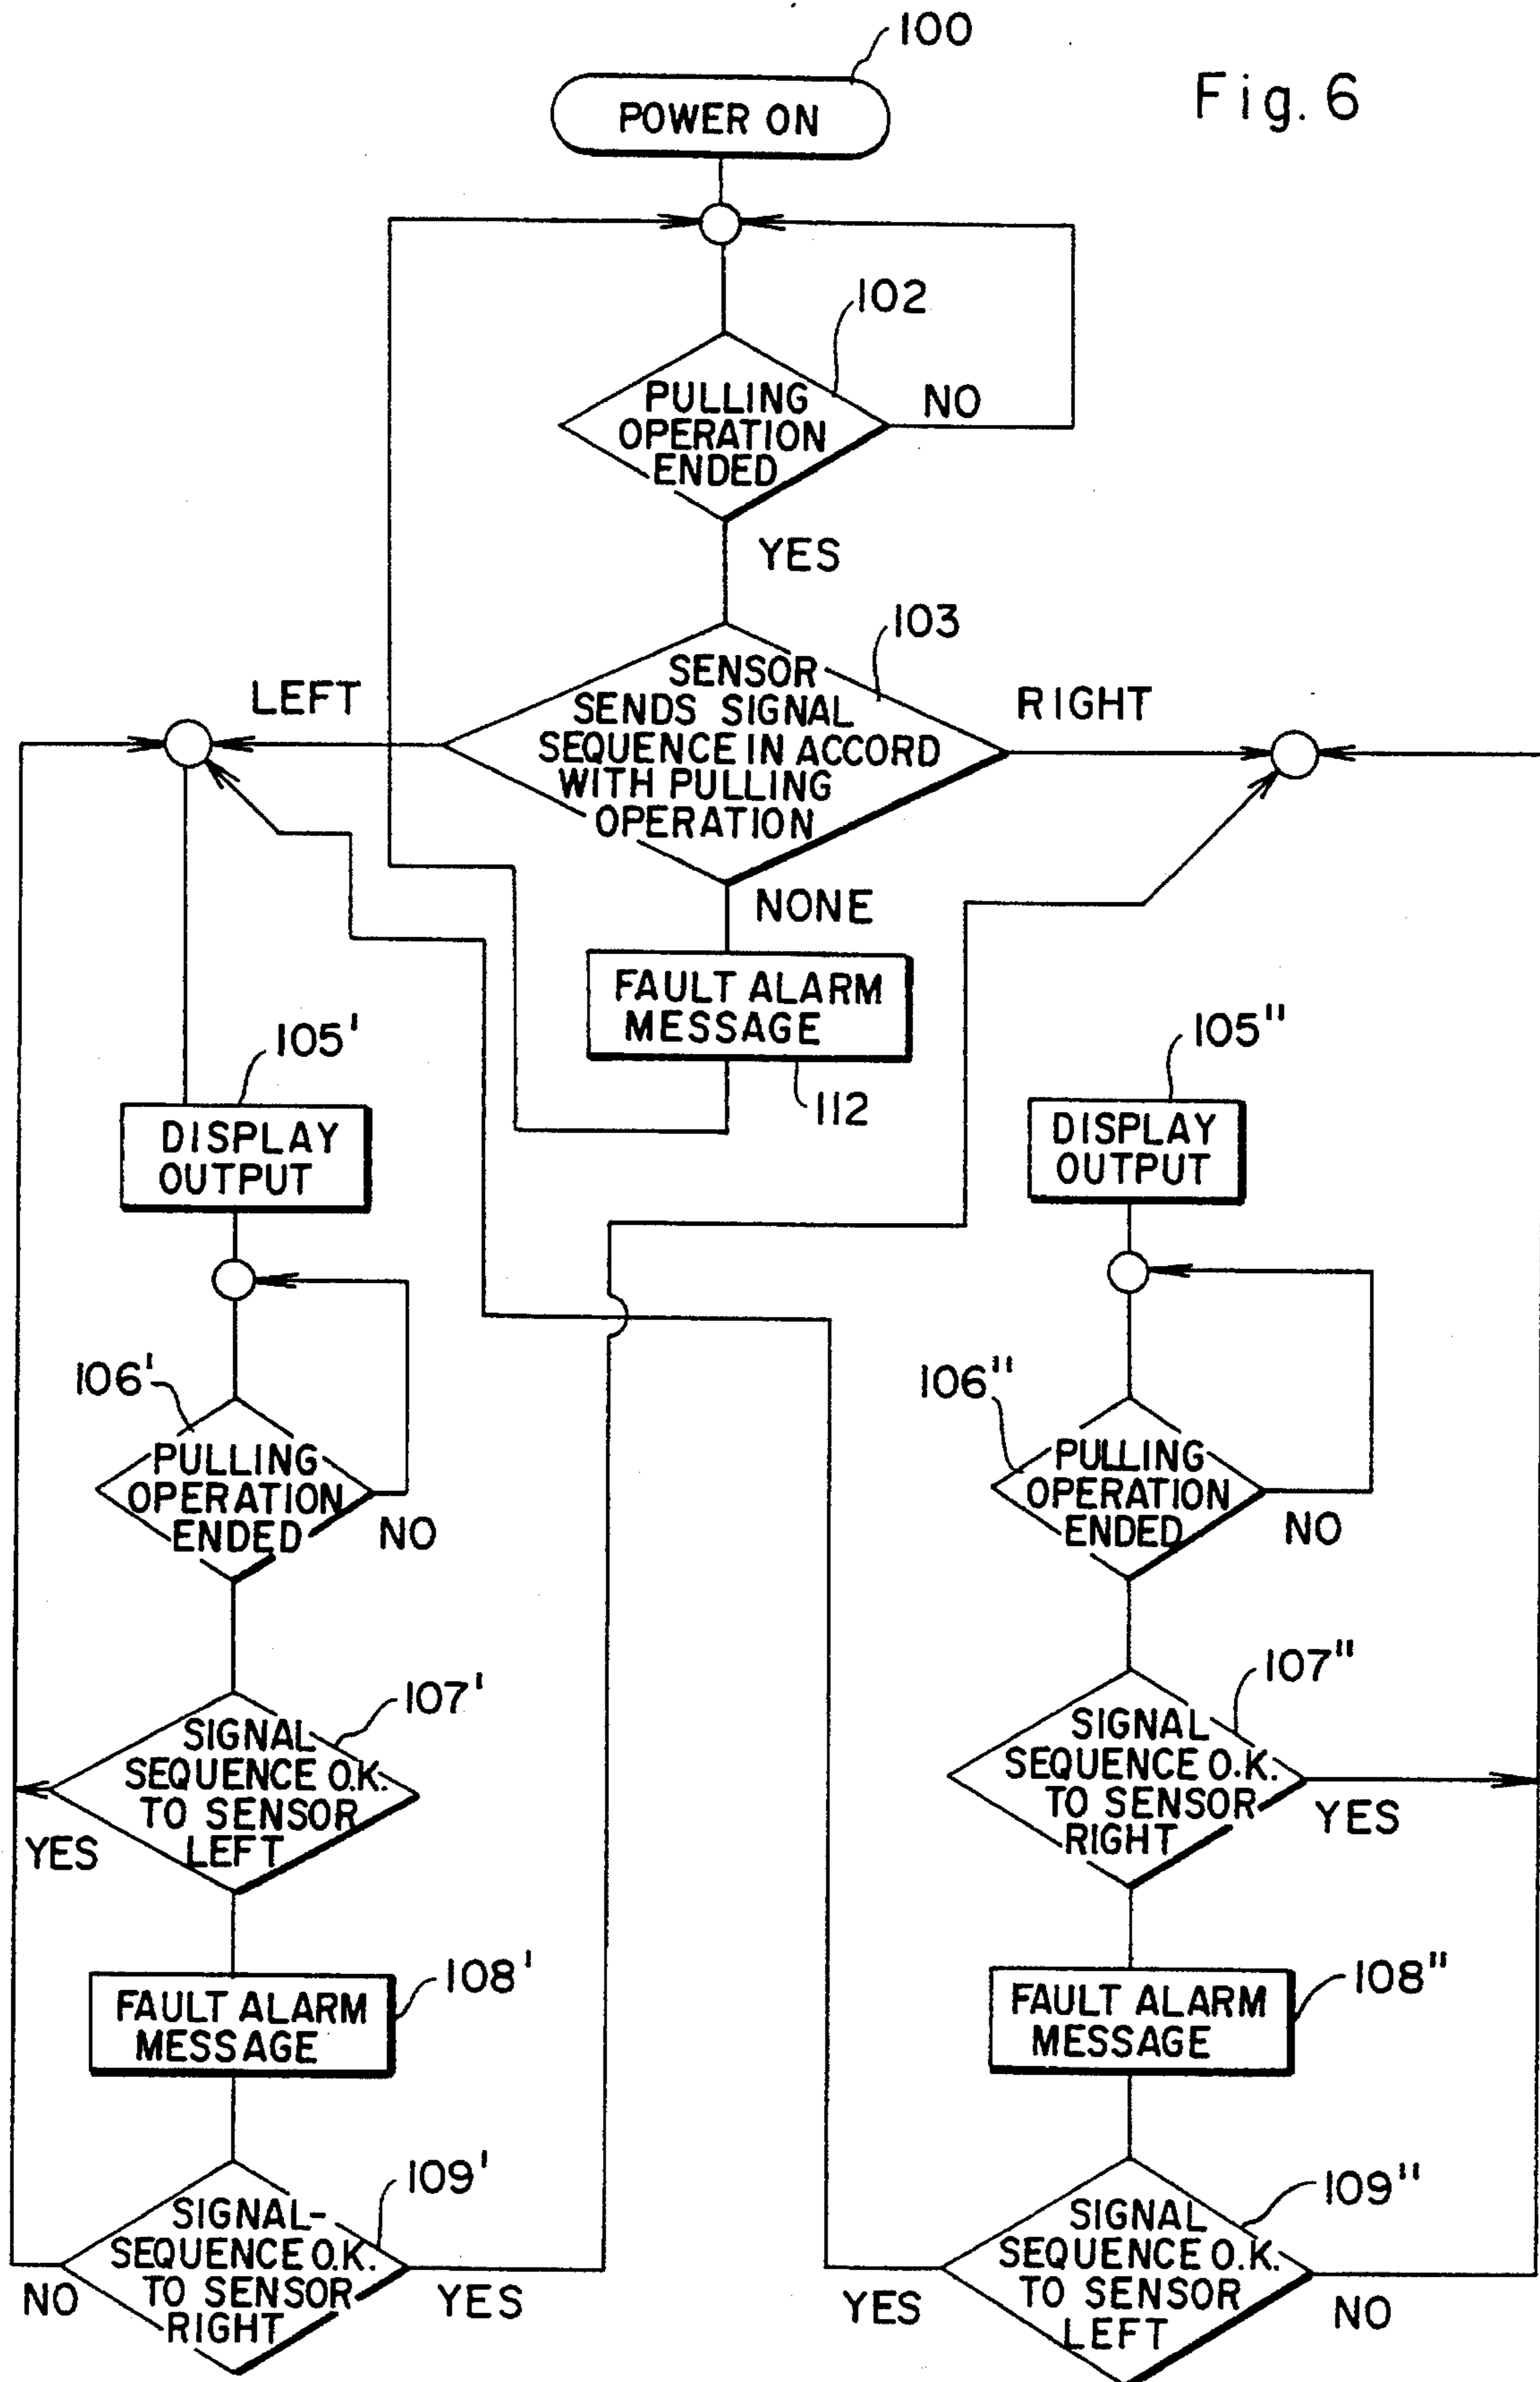 100
Fig. 6
POWER ON
102
PULLING
OPERATION
ENDED
NO
YES
103
SENSOR
SENDS SIGNAL
SEQUENCE IN ACCORD
WITH PULLING
OPERATION
LEFT
RIGHT
NONE
FAULT ALARM
MESSAGE
112
105'
DISPLAY
OUTPUT
105"
DISPLAY
OUTPUT
106'
PULLING
OPERATION
ENDED
NO
106"
PULLING
OPERATION
ENDED
NO
107'
SIGNAL
SEQUENCE O.K.
TO SENSOR
LEFT
YES
107"
SIGNAL
SEQUENCE O.K.
TO SENSOR
RIGHT
YES
108'
FAULT ALARM
MESSAGE
108"
FAULT ALARM
MESSAGE
109'
SIGNAL-
SEQUENCE O.K.
TO SENSOR
RIGHT
NO
YES
109"
SIGNAL
SEQUENCE O.K.
TO SENSOR
LEFT
YES
NO